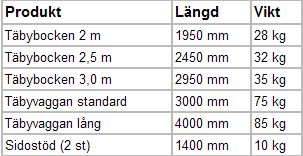 Produkt Längd Vikt
Täbybocken 2 m 1950 mm 28 kg
Täbybocken 2,5 m 2450 mm 32 kg
Täbybocken 3,0 m 2950 mm 35 kg
Täbyvaggan standard 3000 mm 75 kg
Täbyvaggan lång 4000 mm 85 kg
Sidostöd (2 st) 1400 mm 10 kg